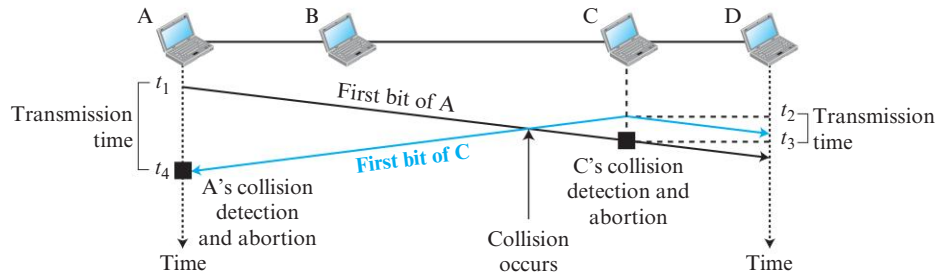 A
B
C
D
t1
First bit of A
t2
Transmission
time
Transmission
time
t3
First bit of C
t4
A's collision
detection
and abortion
C's collision
detection and
abortion
Collision
occurs
Time
Time